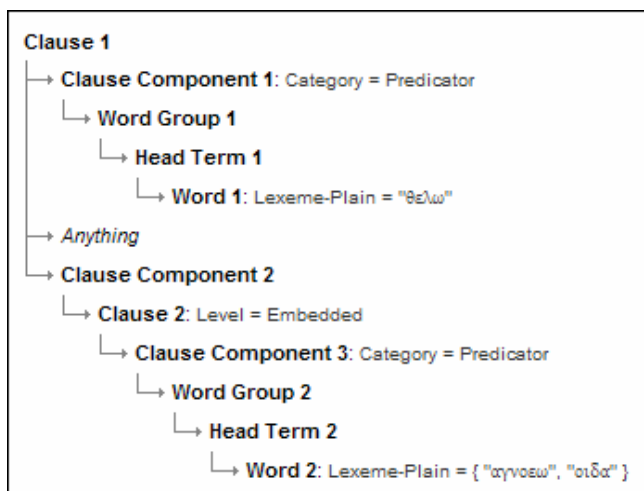 Clause 1
Clause Component 1: Category = Predicator
Word Group 1
Head Term 1
Word 1: Lexeme-Plain = "θελω"
Anything
Clause Component 2
Clause 2: Level = Embedded
Clause Component 3: Category = Predicator
Word Group 2
Head Term 2
Word 2: Lexeme-Plain = { "αγνοεω", "οιδα" }